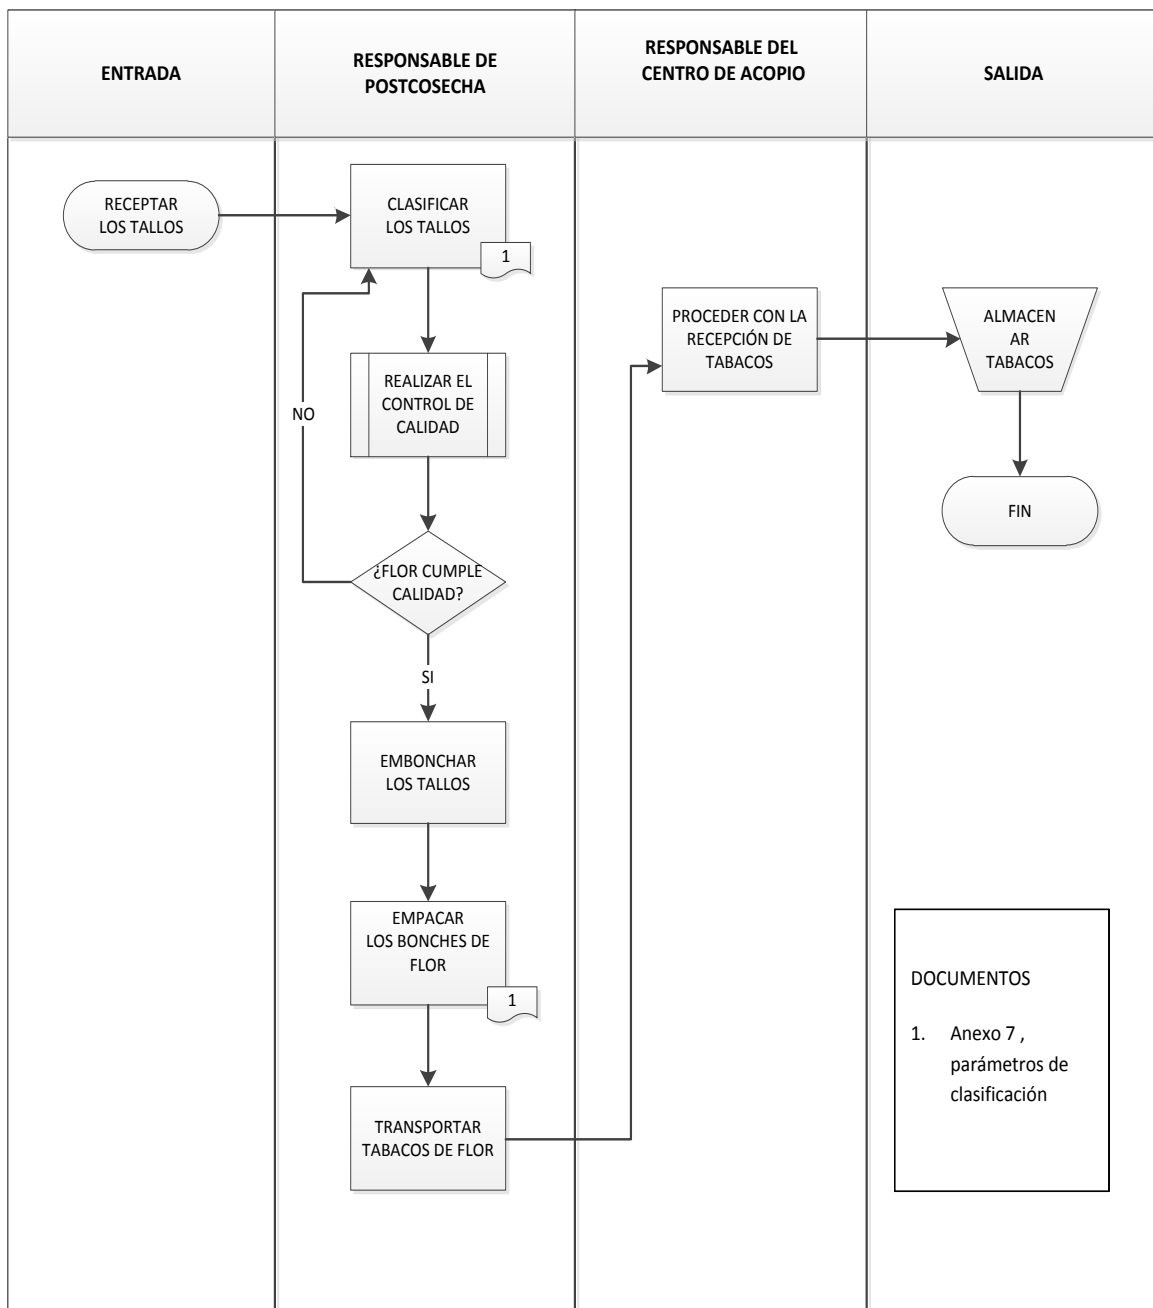 ENTRADA
RESPONSABLE DE
POSTCOSECHA
RESPONSABLE DEL
CENTRO DE ACOPIO
SALIDA
RECEPTAR
LOS TALLOS
CLASIFICAR
LOS TALLOS
1
REALIZAR EL
CONTROL DE
CALIDAD
NO
¿FLOR CUMPLE
CALIDAD?
SI
EMBONCHAR
LOS TALLOS
EMPACAR
LOS BONCHES DE
FLOR
1
TRANSPORTAR
TABACOS DE FLOR
PROCEDER CON LA
RECEPCIÓN DE
TABACOS
ALMACEN
AR
TABACOS
FIN
DOCUMENTOS
1. Anexo 7 ,
parámetros de
clasificación